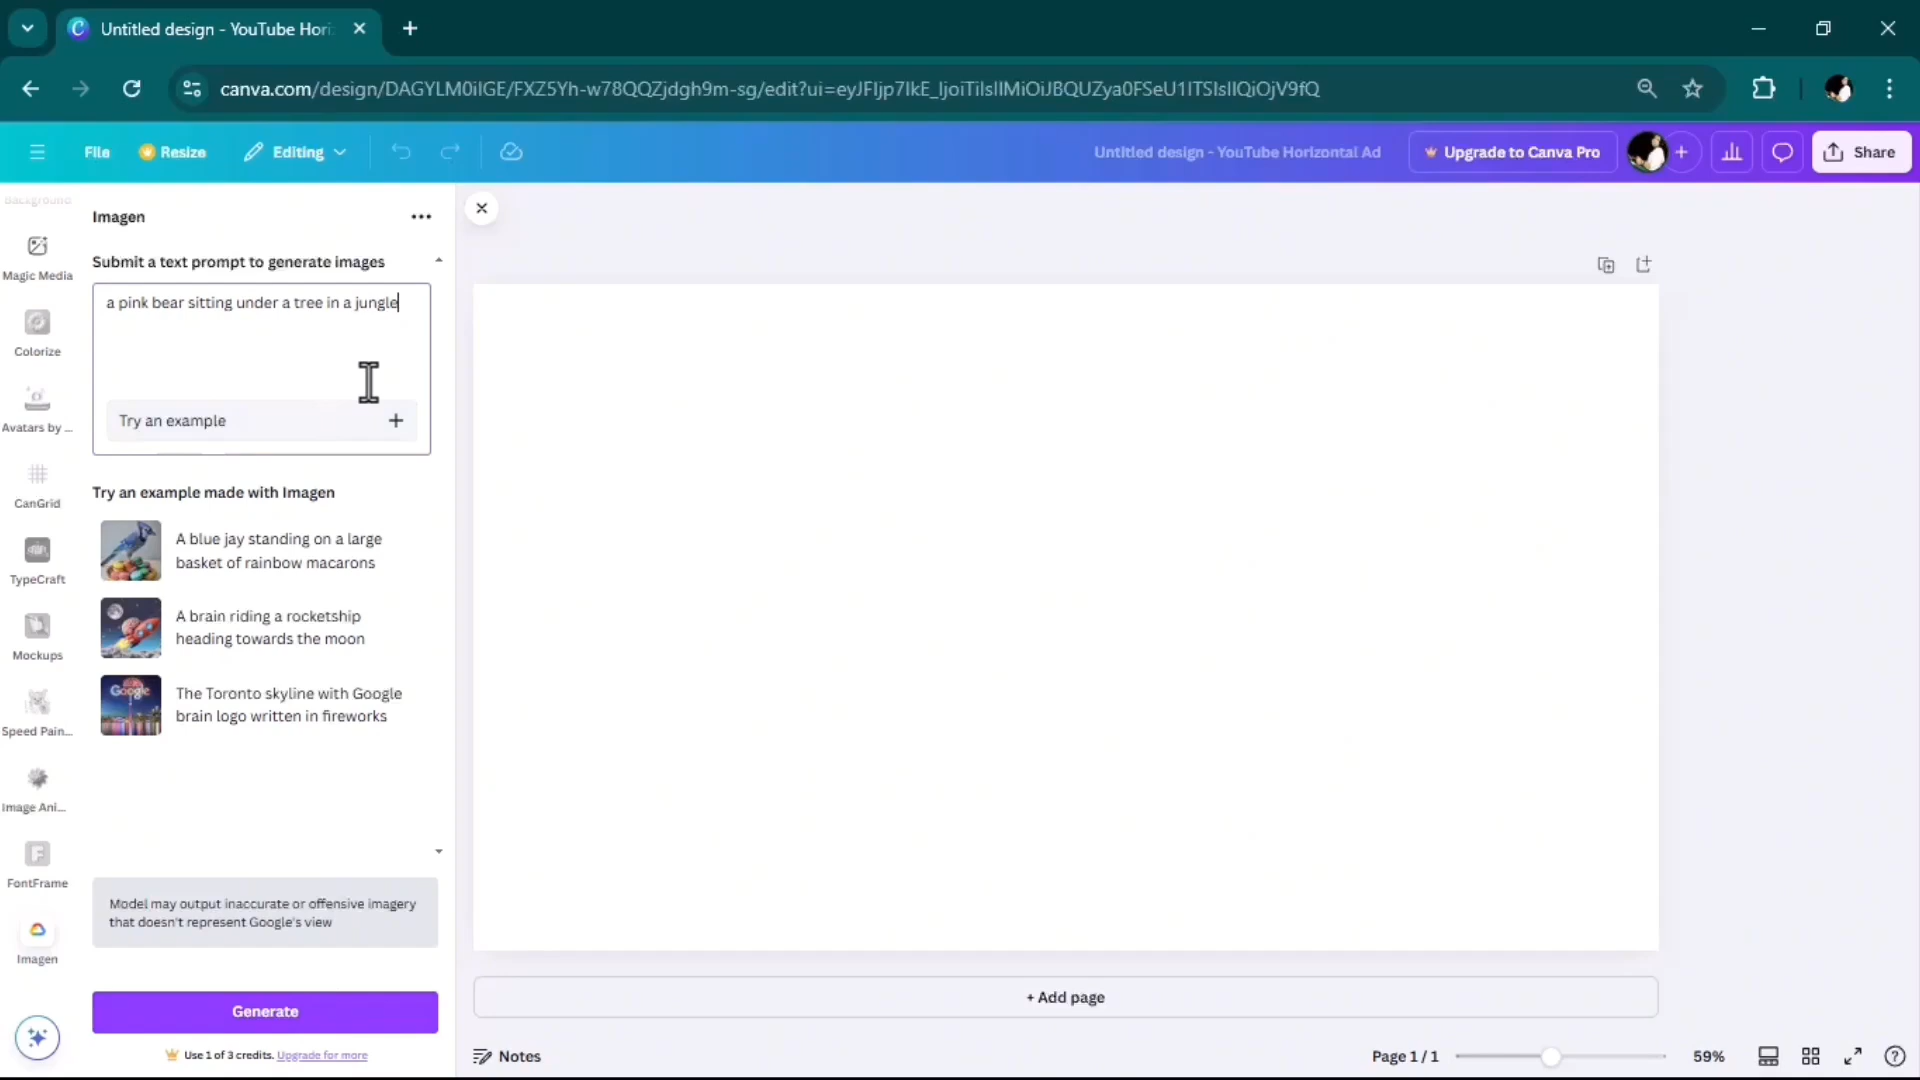 Untitled design - YouTube Hori
canva.com/design/DAGYLM0iIGE/FXZ5Yh-w78QQZjdgh9m-sg/edit?ui=eyJFIjp7IkE_IjoiTiIsIlMiOiJBQUZya0FSeU1ITSIsIlQiOjV9fQ
File
Resize
Editing
Untitled design - YouTube Horizontal Ad
Upgrade to Canva Pro
Share
Background
Magic Media
Colorize
Avatars by ...
CanGrid
TypeCraft
Mockups
Speed Pain...
Image Ani...
FontFrame
Imagen
Imagen
Submit a text prompt to generate images
a pink bear sitting under a tree in a jungle
Try an example
Try an example made with Imagen
A blue jay standing on a large
basket of rainbow macarons
A brain riding a rocketship
heading towards the moon
Google
The Toronto skyline with Google
brain logo written in fireworks
Model may output inaccurate or offensive imagery
that doesn't represent Google's view
Generate
Use 1 of 3 credits. Upgrade for more
+ Add page
Notes
Page 1 / 1
59%